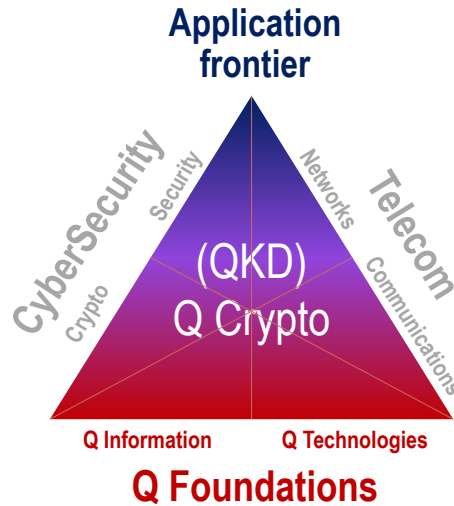 Application
frontier
CyberSecurity
Security
Crypto
Networks
Telecom
Communications
(QKD)
Q Crypto
Q Information
Q Technologies
Q Foundations